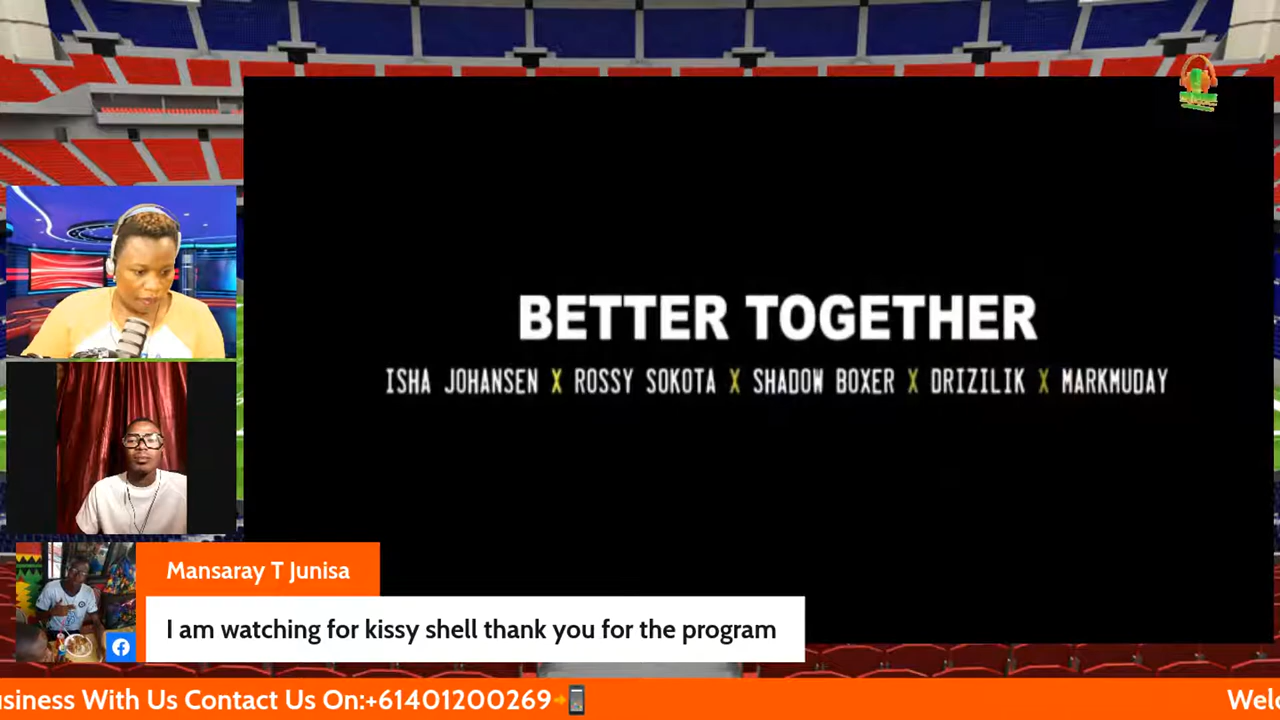 BETTER TOGETHER
ISHA JOHANSEN X ROSSY SOKOTA X SHADOW BOXER X DRIZILIK X MARKMUDAY
Mansaray T Junisa
I am watching for kissy shell thank you for the program
usiness With Us Contact Us On:+61401200269
Welc